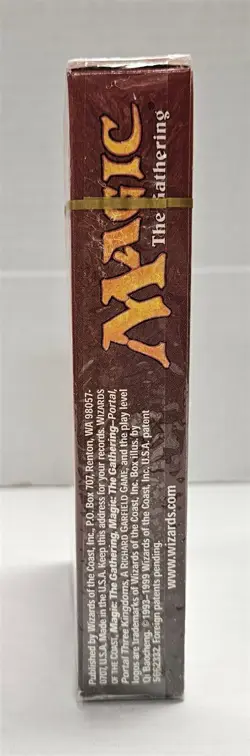 MAGIC
The Gathering
Published by Wizards of the Coast, Inc., P.O. Box 707, Renton, WA 98057-
0707, U.S.A. Made in the U.S.A. Keep this address for your records. WIZARDS
OF THE COAST, Magic: The Gathering, Magic: The Gathering—Portal,
Portal Three Kingdoms, A RICHARD GARFIELD GAME, and the play level
logos are trademarks of Wizards of the Coast, Inc. Box illus. by
Qi Baocheng. © 1993–1999 Wizards of the Coast, Inc. U.S.A. patent
5662332. Foreign patents pending.
www.wizards.com